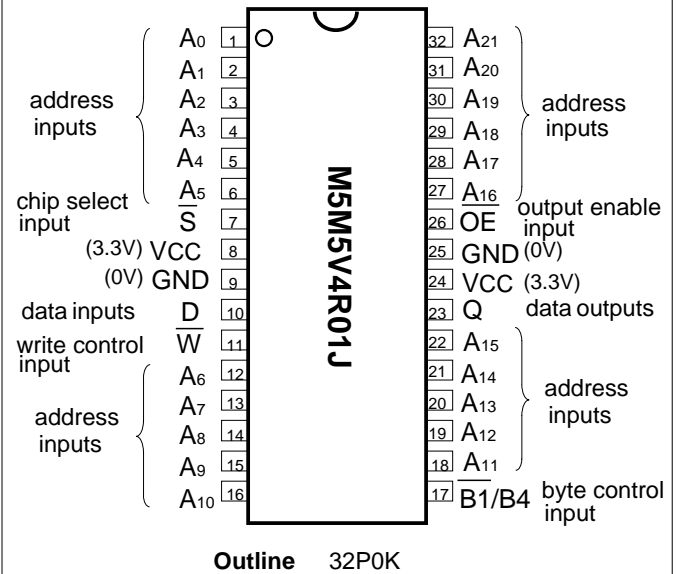 A0 1 32 A21
A1 2 31 A20
address inputs A2 3 30 A19 address inputs
A3 4 29 A18
A4 5 28 A17
A5 6 27 A16
chip select input S̅ 7 26 O̅E̅ output enable input
(3.3V) VCC 8 25 GND (0V)
(0V) GND 9 24 VCC (3.3V)
data inputs D 10 23 Q data outputs
write control input W̅ 11 22 A15
A6 12 21 A14
address inputs A7 13 20 A13 address inputs
A8 14 19 A12
A9 15 18 A11
A10 16 17 B̅1̅/B4 byte control input
M5M5V4R01J
Outline 32P0K